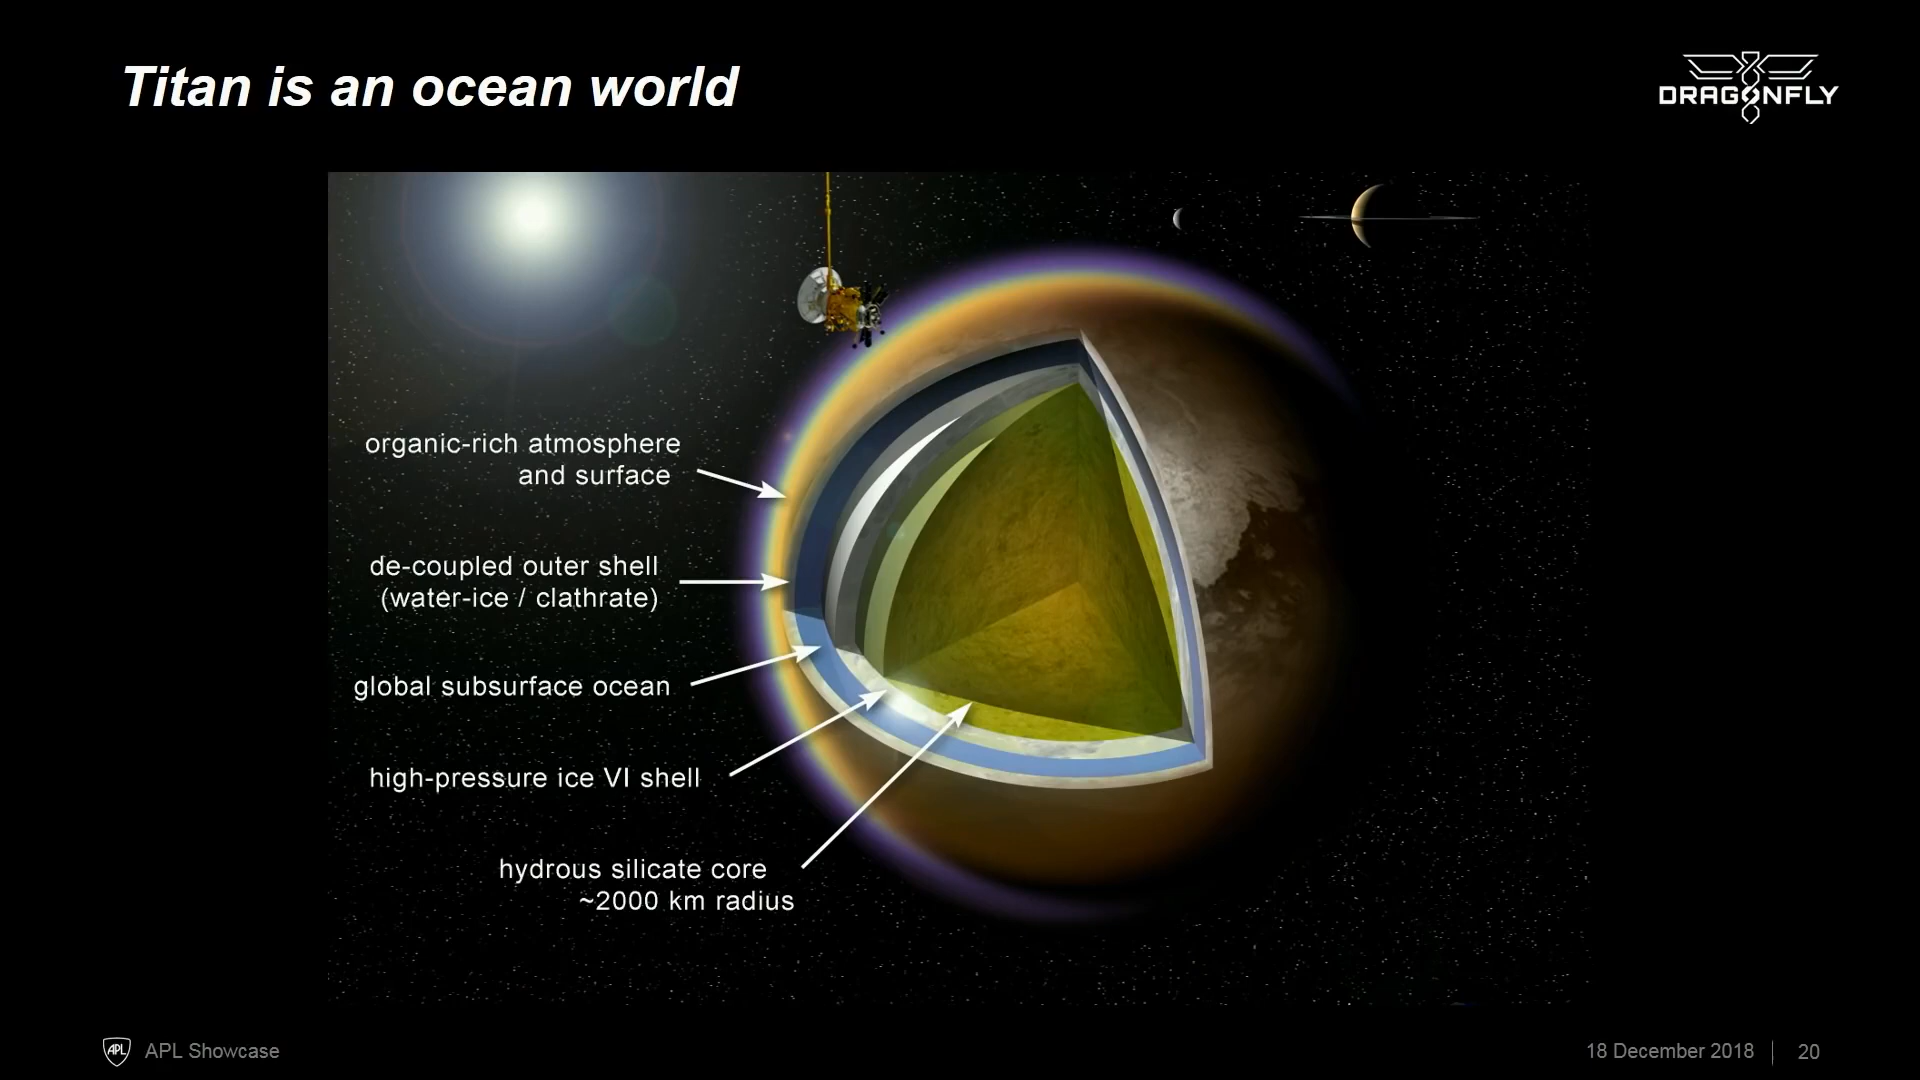 Titan is an ocean world
DRAGONFLY
organic-rich atmosphere
and surface
de-coupled outer shell
(water-ice / clathrate)
global subsurface ocean
high-pressure ice VI shell
hydrous silicate core
~2000 km radius
APL
APL Showcase
18 December 2018
20